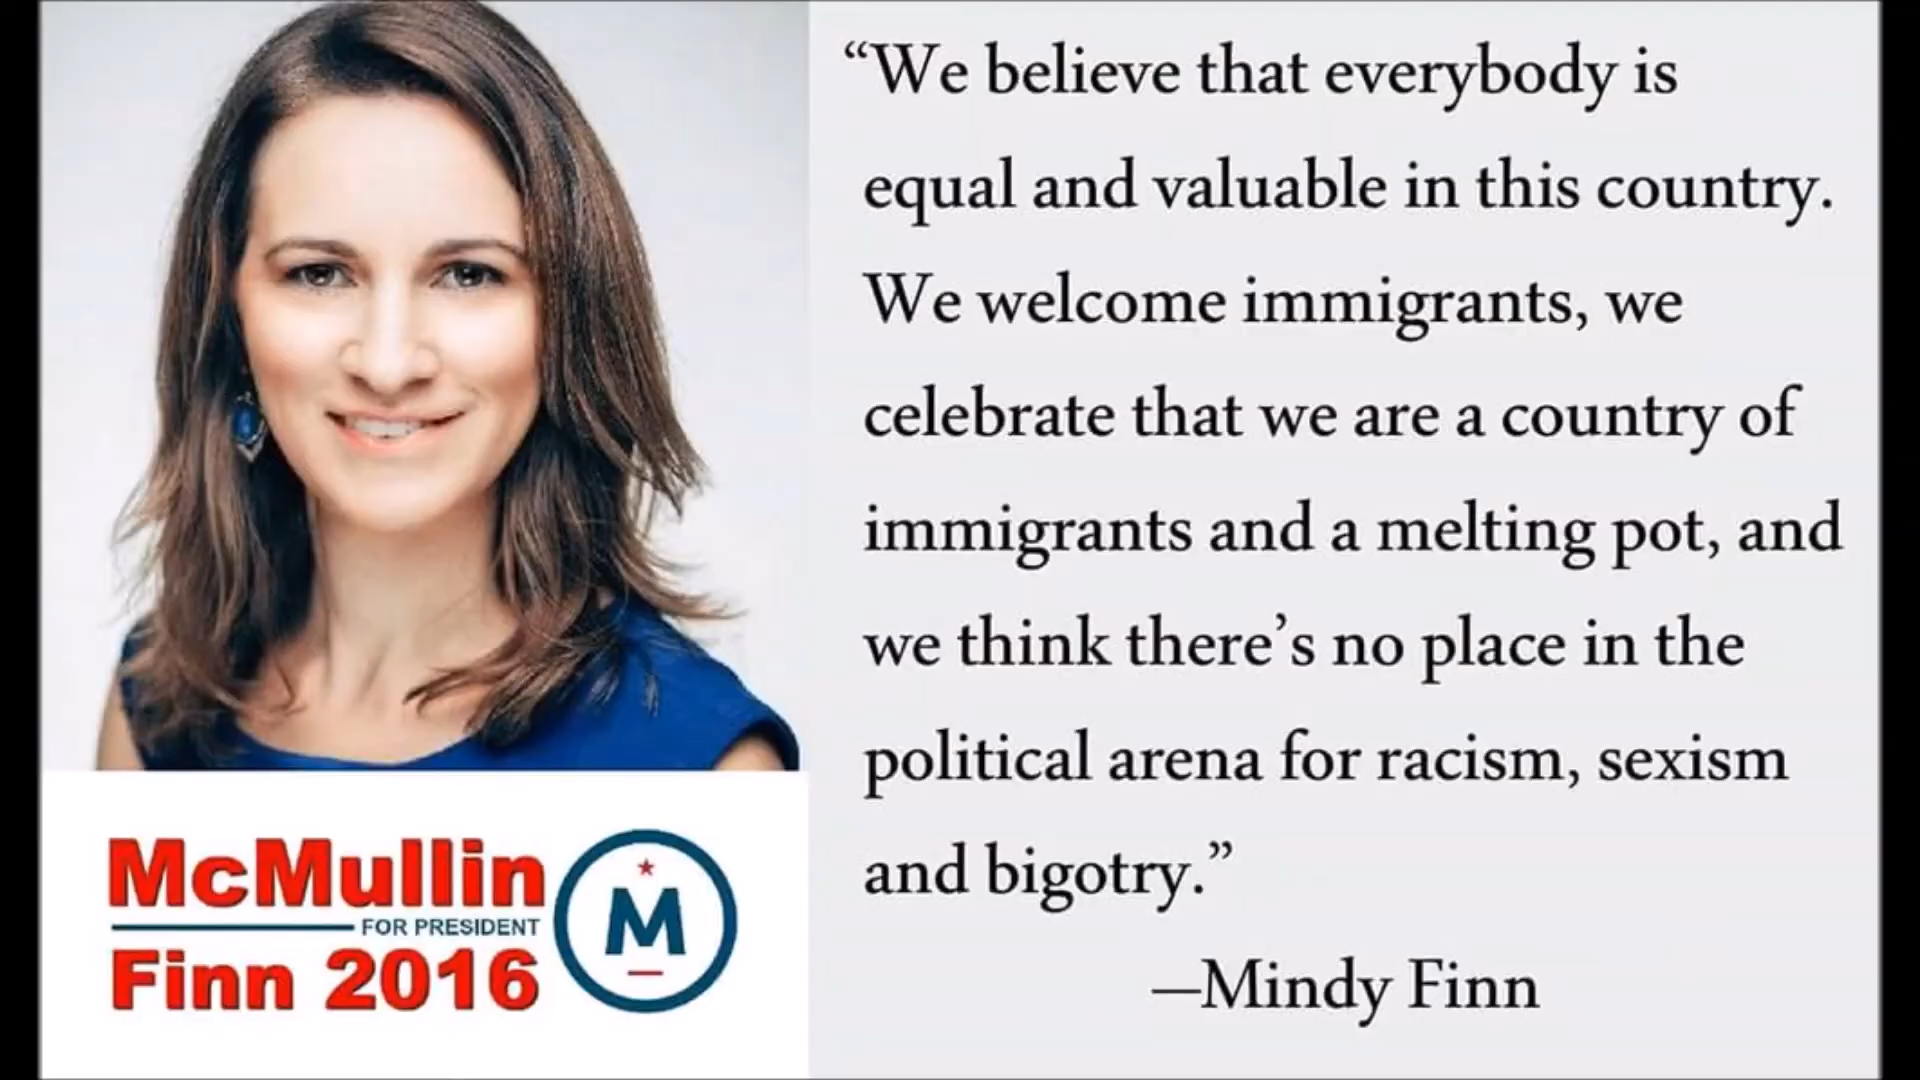 “We believe that everybody is
equal and valuable in this country.
We welcome immigrants, we
celebrate that we are a country of
immigrants and a melting pot, and
we think there’s no place in the
political arena for racism, sexism
and bigotry.”
—Mindy Finn
McMullin
FOR PRESIDENT
Finn 2016
M